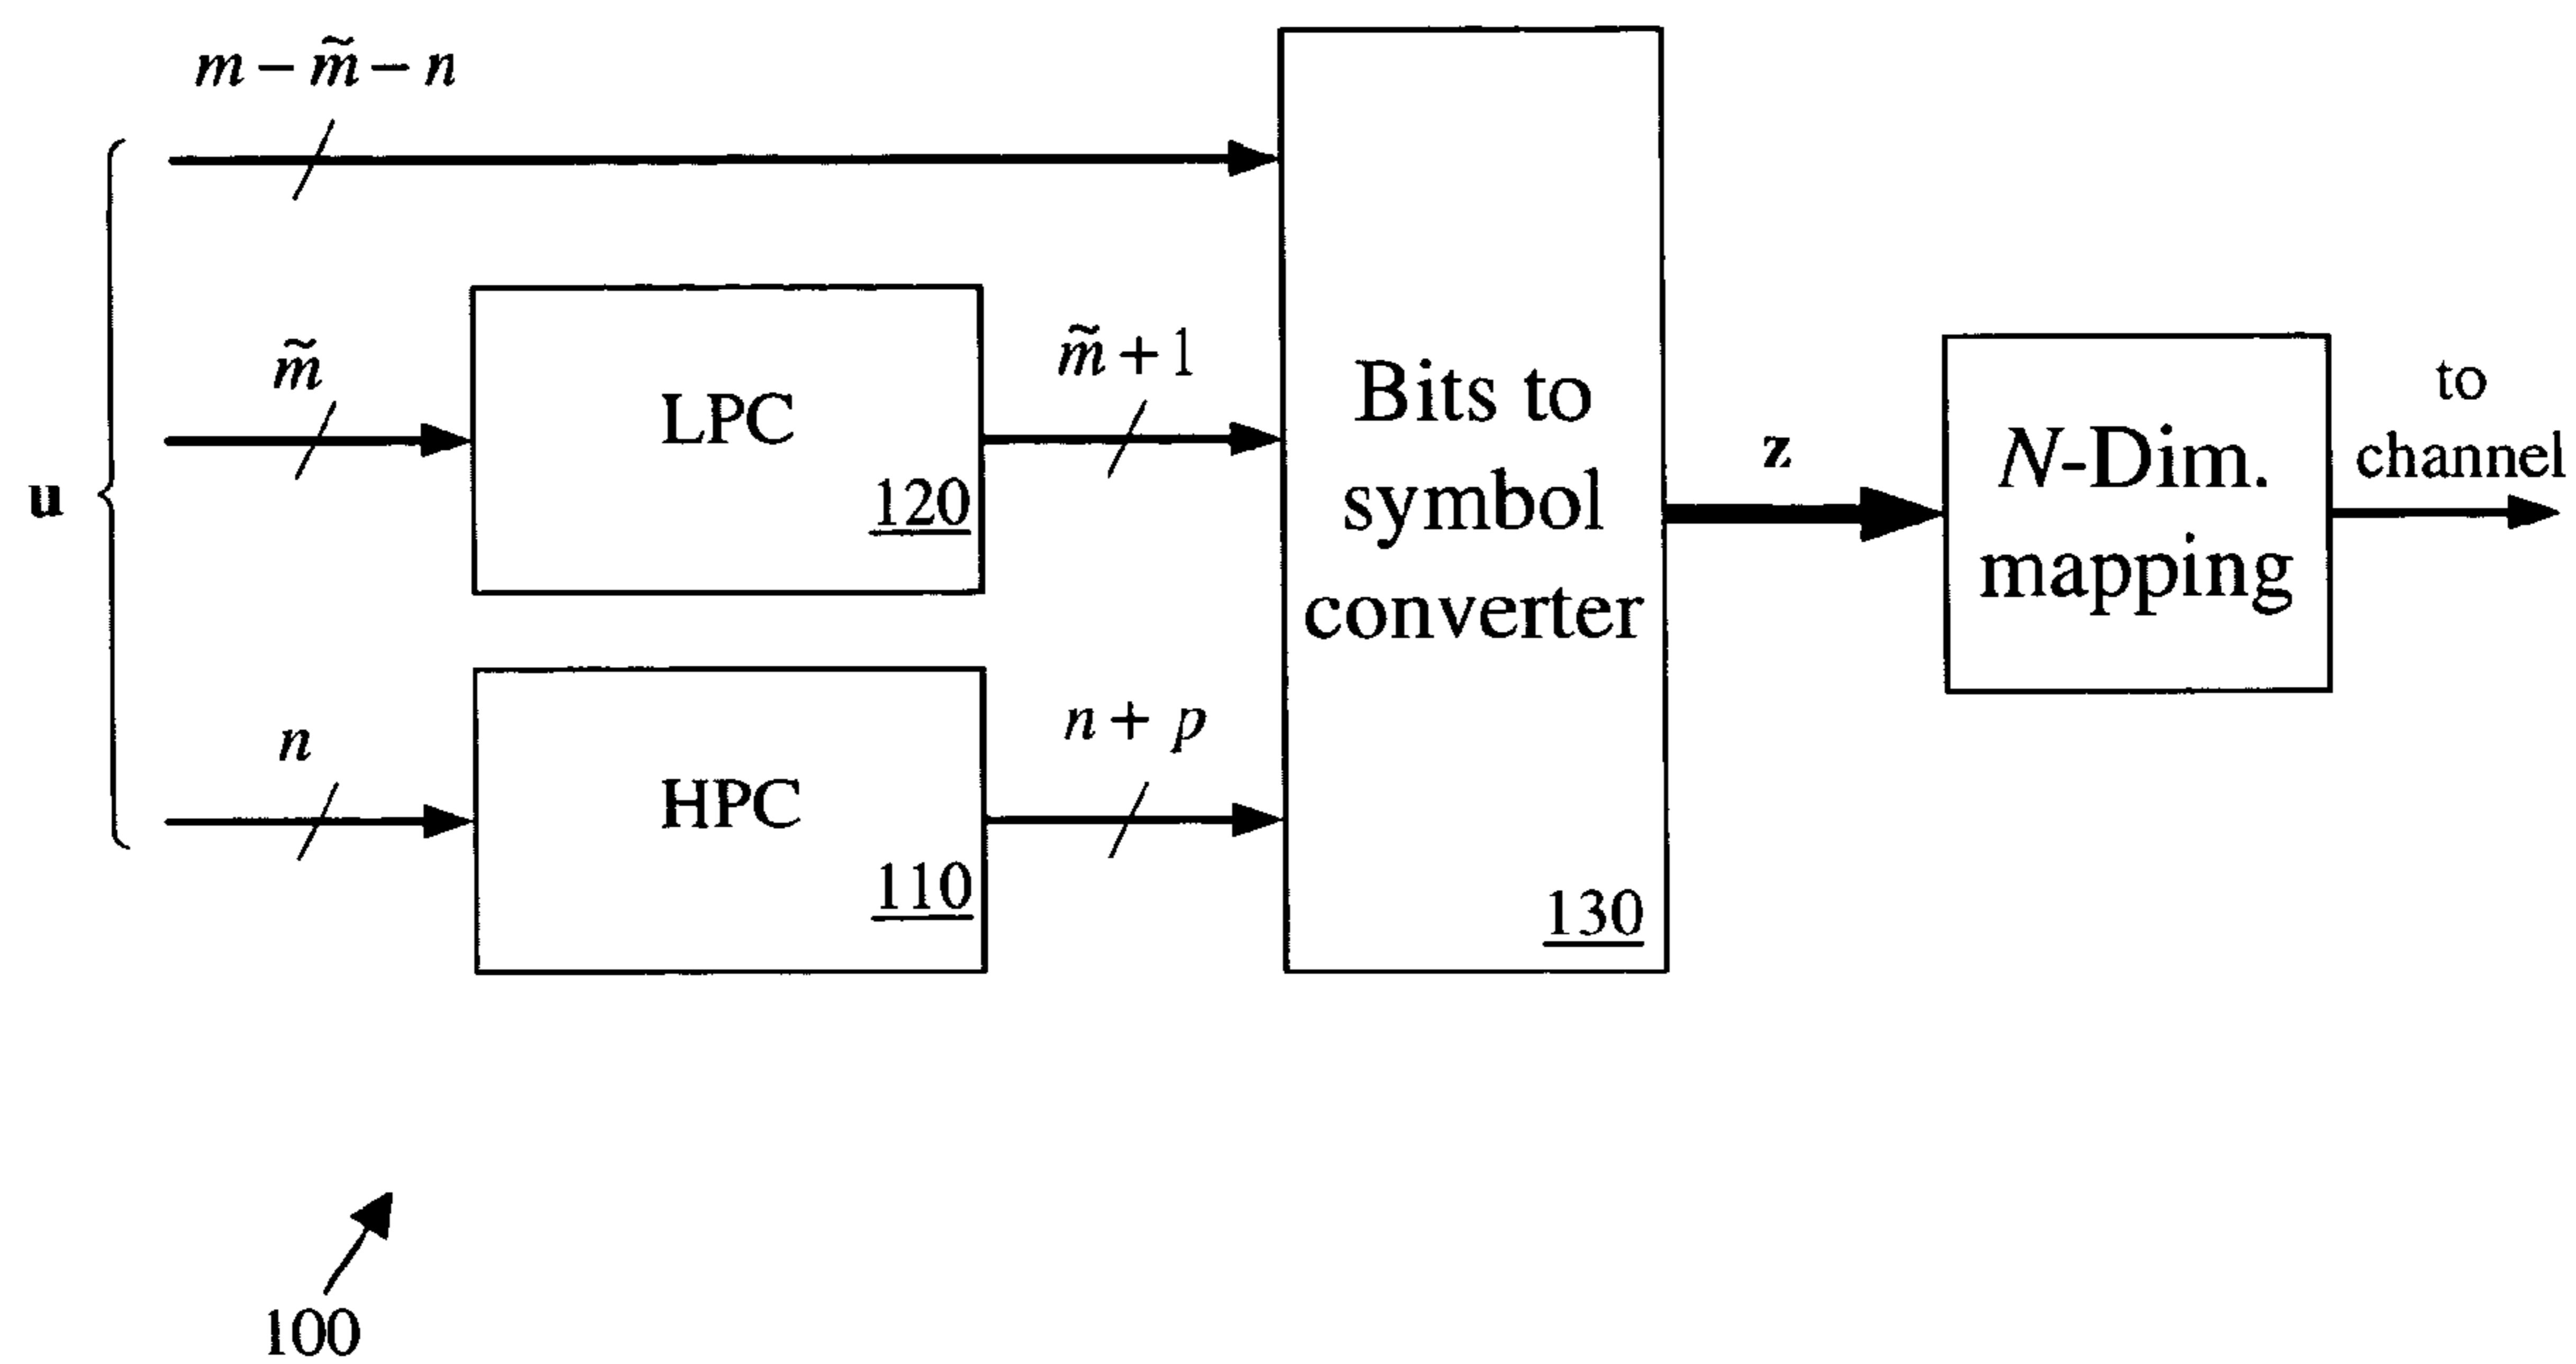 m − m̃ − n
u
m̃
LPC
120
m̃ + 1
n
HPC
110
n + p
Bits to
symbol
converter
130
z
N-Dim.
mapping
to
channel
100